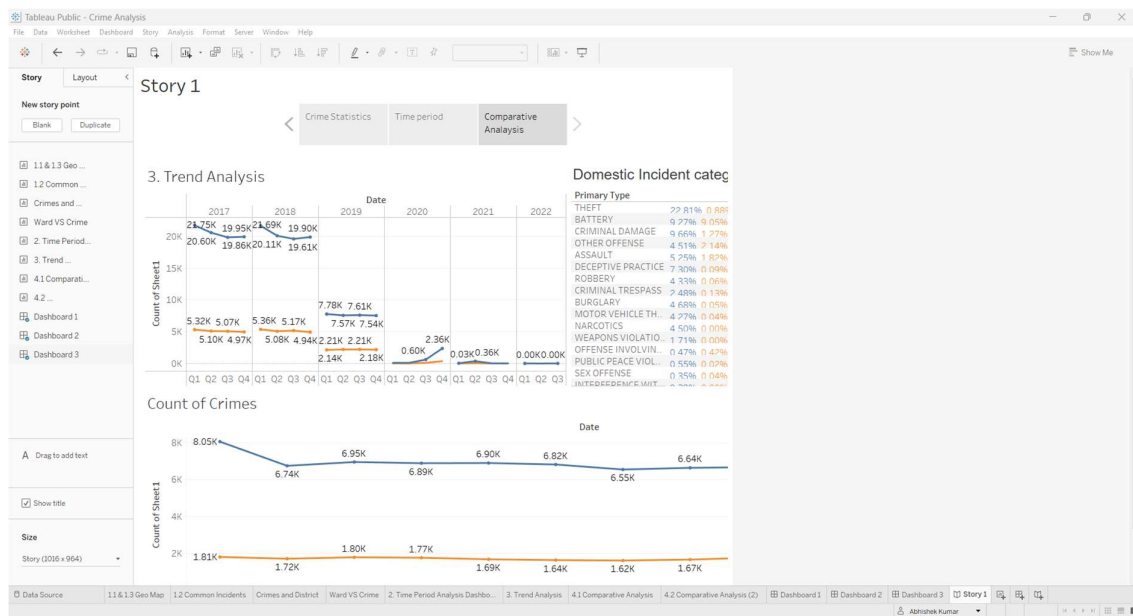 Tableau Public - Crime Analysis
File Data Worksheet Dashboard Story Analysis Format Server Window Help
Show Me
Story Layout
New story point
Blank Duplicate
1.1 & 1.3 Geo ...
1.2 Common ...
Crimes and ...
Ward VS Crime
2. Time Period...
3. Trend ...
4.1 Comparati...
4.2 ...
Dashboard 1
Dashboard 2
Dashboard 3
A Drag to add text
Show title
Size
Story (1016 x 964)
Story 1
Crime Statistics Time period Comparative
Analaysis
3. Trend Analysis
Date
2017 2018 2019 2020 2021 2022
Count of Sheet1
20K
15K
10K
5K
0K
21.75K 19.95K 21.69K 19.90K
20.60K 19.86K 20.11K 19.61K
7.78K 7.61K
7.57K 7.54K
5.32K 5.07K 5.36K 5.17K
5.10K 4.97K 5.08K 4.94K 2.21K 2.21K
2.14K 2.18K
2.36K
0.60K 0.03K 0.36K 0.00K 0.00K
Q1 Q2 Q3 Q4 Q1 Q2 Q3 Q4 Q1 Q2 Q3 Q4 Q1 Q2 Q3 Q4 Q1 Q2 Q3 Q4 Q1 Q2 Q3
Domestic Incident categ
Primary Type
THEFT 22.81% 0.88%
BATTERY 9.27% 9.05%
CRIMINAL DAMAGE 9.66% 1.27%
OTHER OFFENSE 4.51% 2.14%
ASSAULT 5.25% 1.82%
DECEPTIVE PRACTICE 7.30% 0.09%
ROBBERY 4.33% 0.06%
CRIMINAL TRESPASS 2.48% 0.13%
BURGLARY 4.68% 0.05%
MOTOR VEHICLE TH... 4.27% 0.04%
NARCOTICS 4.50% 0.00%
WEAPONS VIOLATIO... 1.71% 0.00%
OFFENSE INVOLVIN... 0.47% 0.42%
PUBLIC PEACE VIOL... 0.55% 0.02%
SEX OFFENSE 0.35% 0.04%
INTERFERENCE WIT...
Count of Crimes
Date
Count of Sheet1
8K
6K
4K
2K
8.05K 6.74K 6.95K 6.89K 6.90K 6.82K 6.55K 6.64K
1.81K 1.72K 1.80K 1.77K 1.69K 1.64K 1.62K 1.67K
Data Source 1.1 & 1.3 Geo Map 1.2 Common Incidents Crimes and District Ward VS Crime 2. Time Period Analysis Dashbo... 3. Trend Analysis 4.1 Comparative Analysis 4.2 Comparative Analysis (2) Dashboard 1 Dashboard 2 Dashboard 3 Story 1
Abhishek Kumar